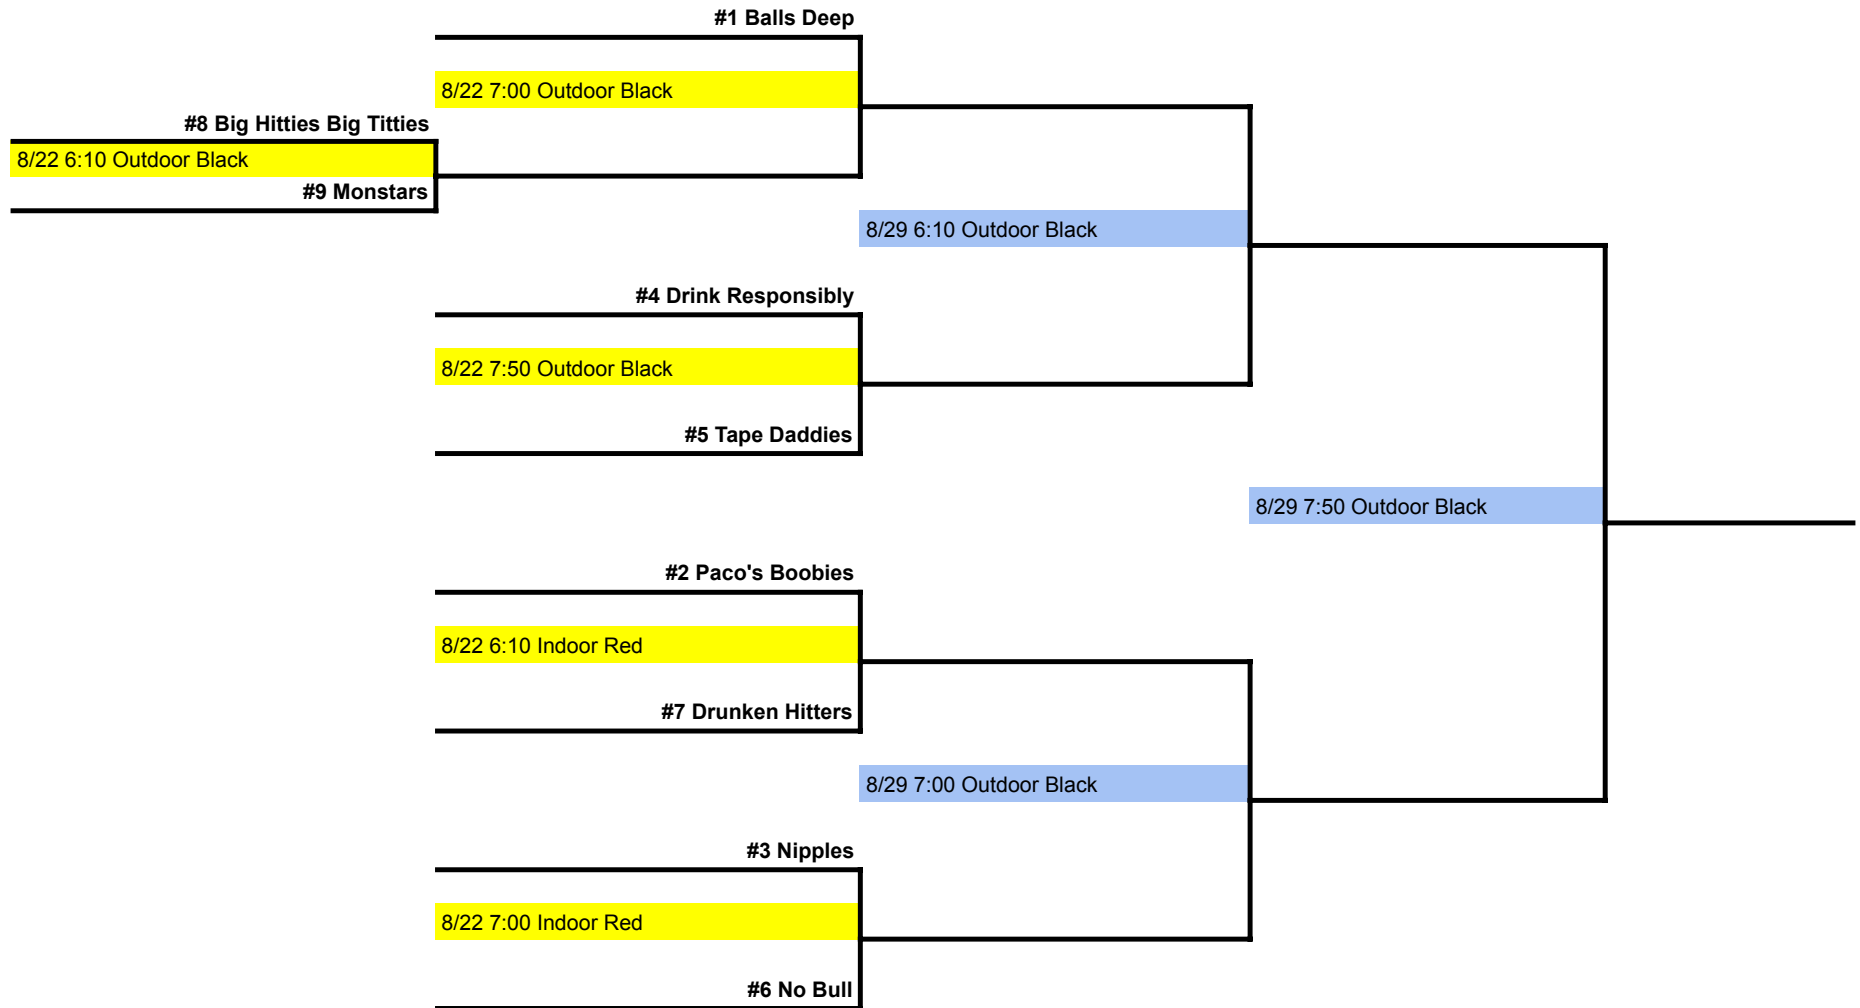 #1 Balls Deep
8/22 7:00 Outdoor Black
#8 Big Hitties Big Titties
8/22 6:10 Outdoor Black
#9 Monstars
8/29 6:10 Outdoor Black
#4 Drink Responsibly
8/22 7:50 Outdoor Black
#5 Tape Daddies
8/29 7:50 Outdoor Black
#2 Paco's Boobies
8/22 6:10 Indoor Red
#7 Drunken Hitters
8/29 7:00 Outdoor Black
#3 Nipples
8/22 7:00 Indoor Red
#6 No Bull